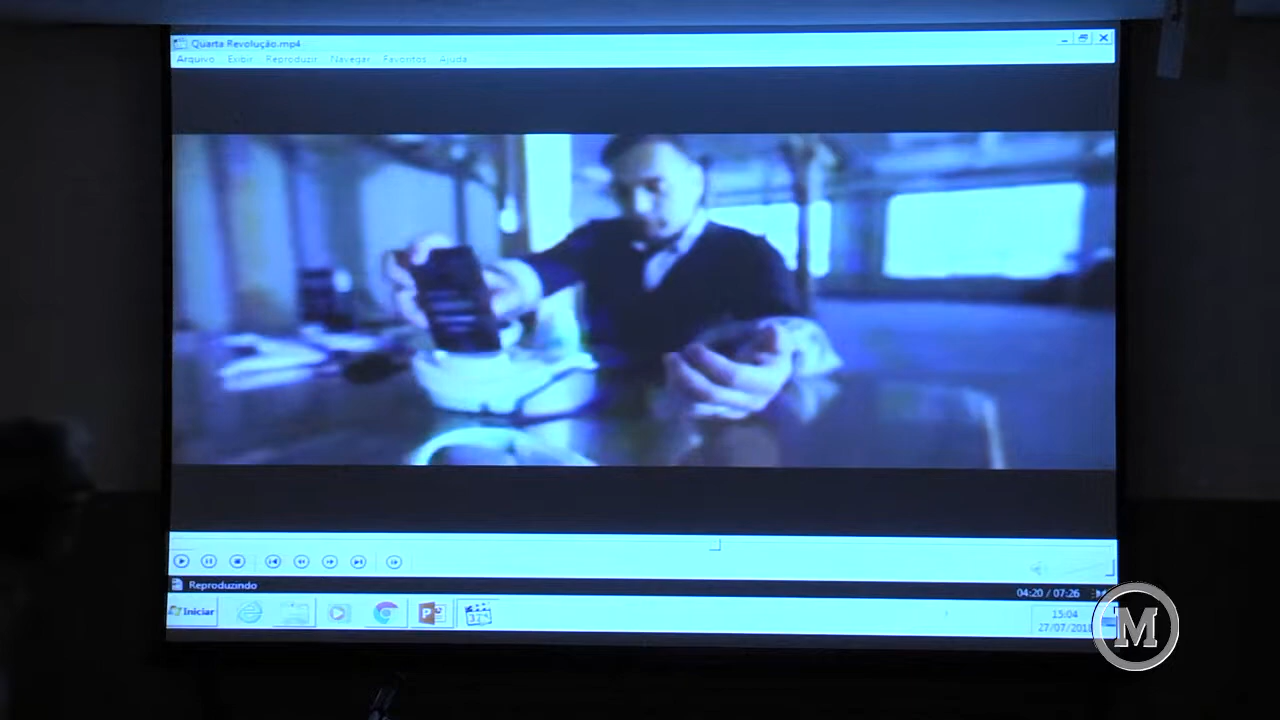 Quarta Revolução.mp4
Arquivo Exibir Reproduzir Navegar Favoritos Ajuda
Reproduzindo
04:20 / 07:26
Iniciar
15:04
27/07/201
M